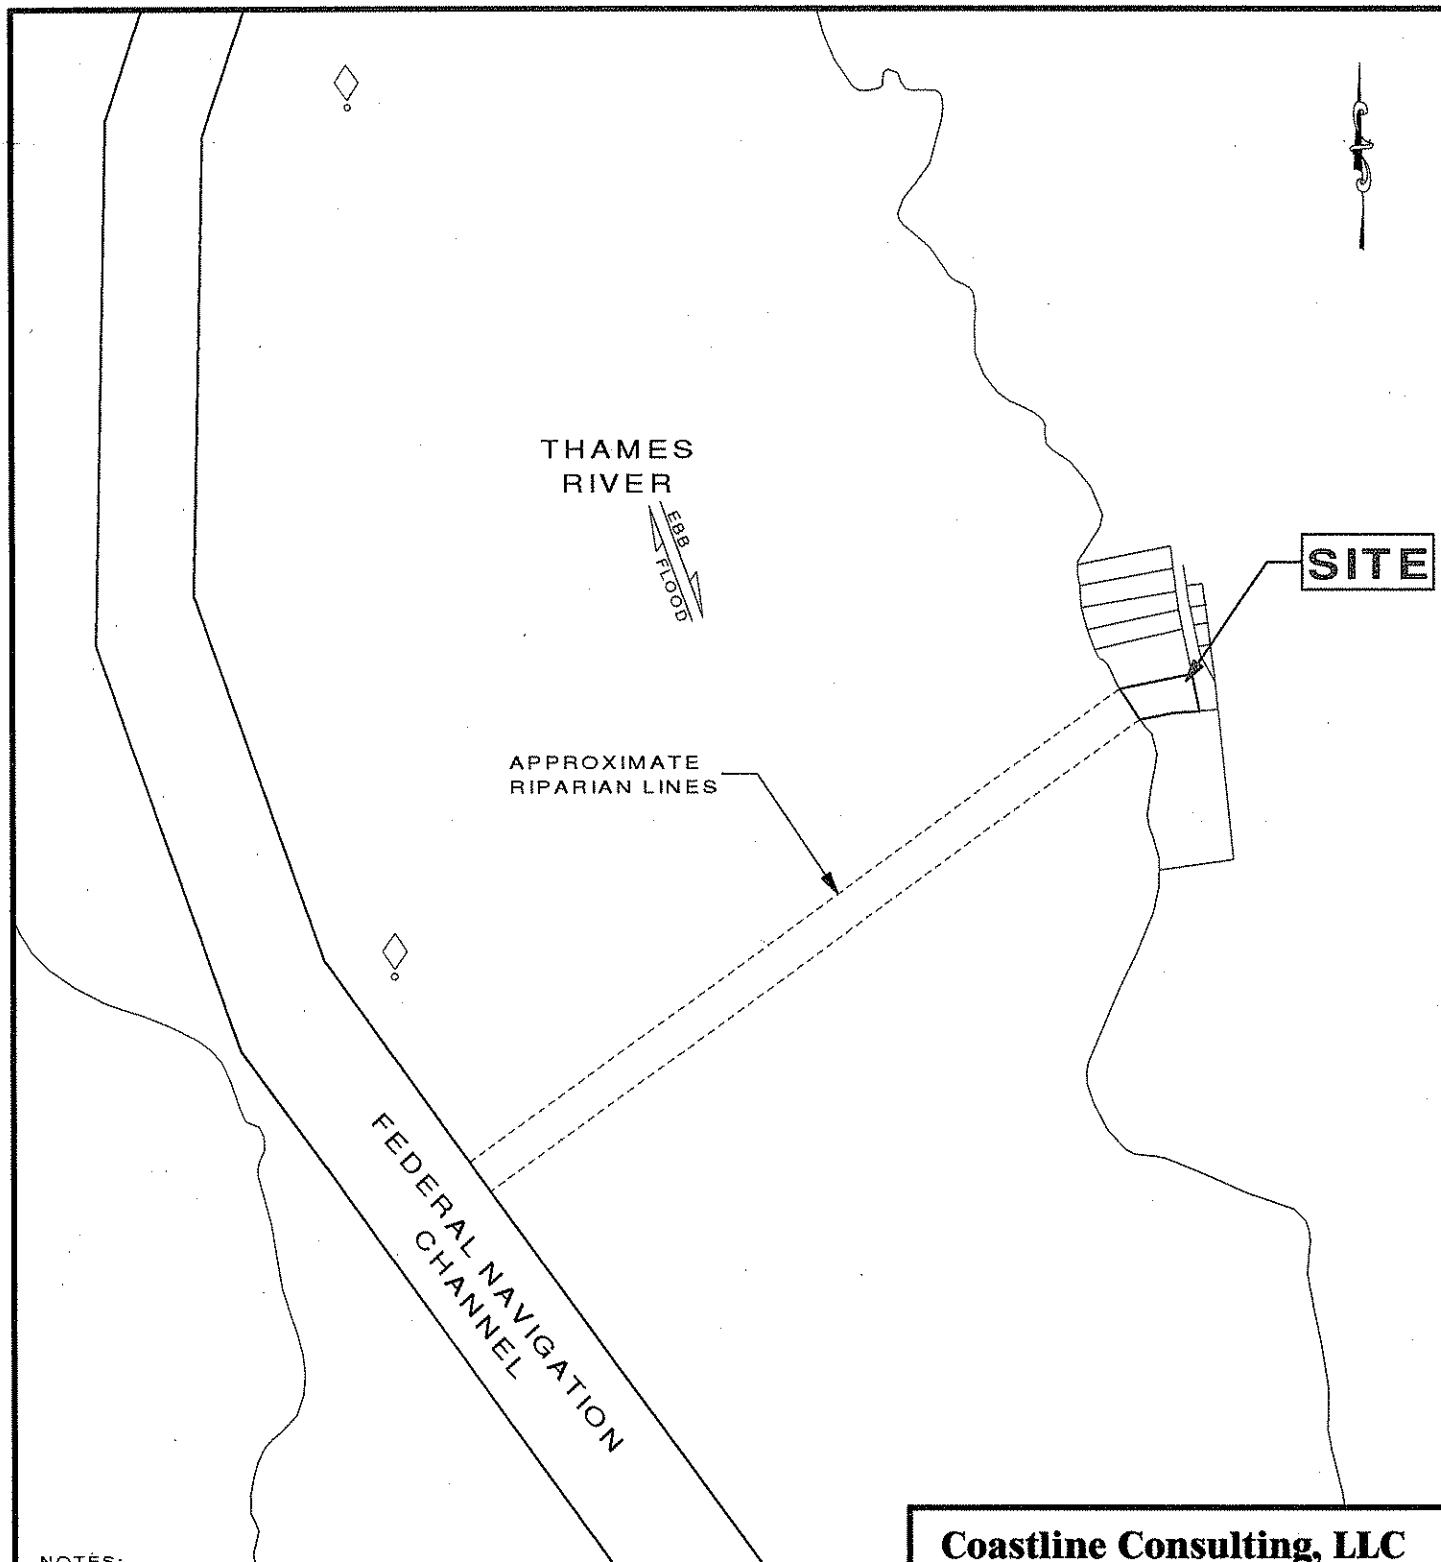 THAMES
RIVER
EBB
FLOOD
SITE
APPROXIMATE
RIPARIAN LINES
FEDERAL NAVIGATION
CHANNEL
Coastline Consulting, LLC
NOTES: